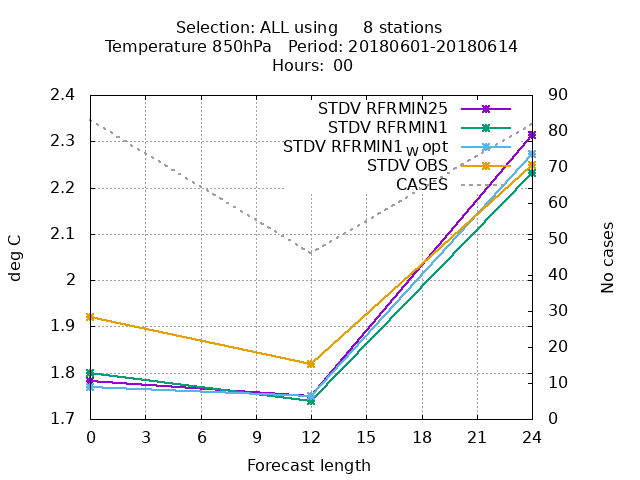 Selection: ALL using     8 stations
Temperature 850hPa   Period: 20180601-20180614
Hours:  00
2.4
2.3
2.2
2.1
2
1.9
1.8
1.7
deg C
90
80
70
60
50
40
30
20
10
0
No cases
STDV RFRMIN25
STDV RFRMIN1
STDV RFRMIN1_W opt
STDV OBS
CASES
0 3 6 9 12 15 18 21 24
Forecast length